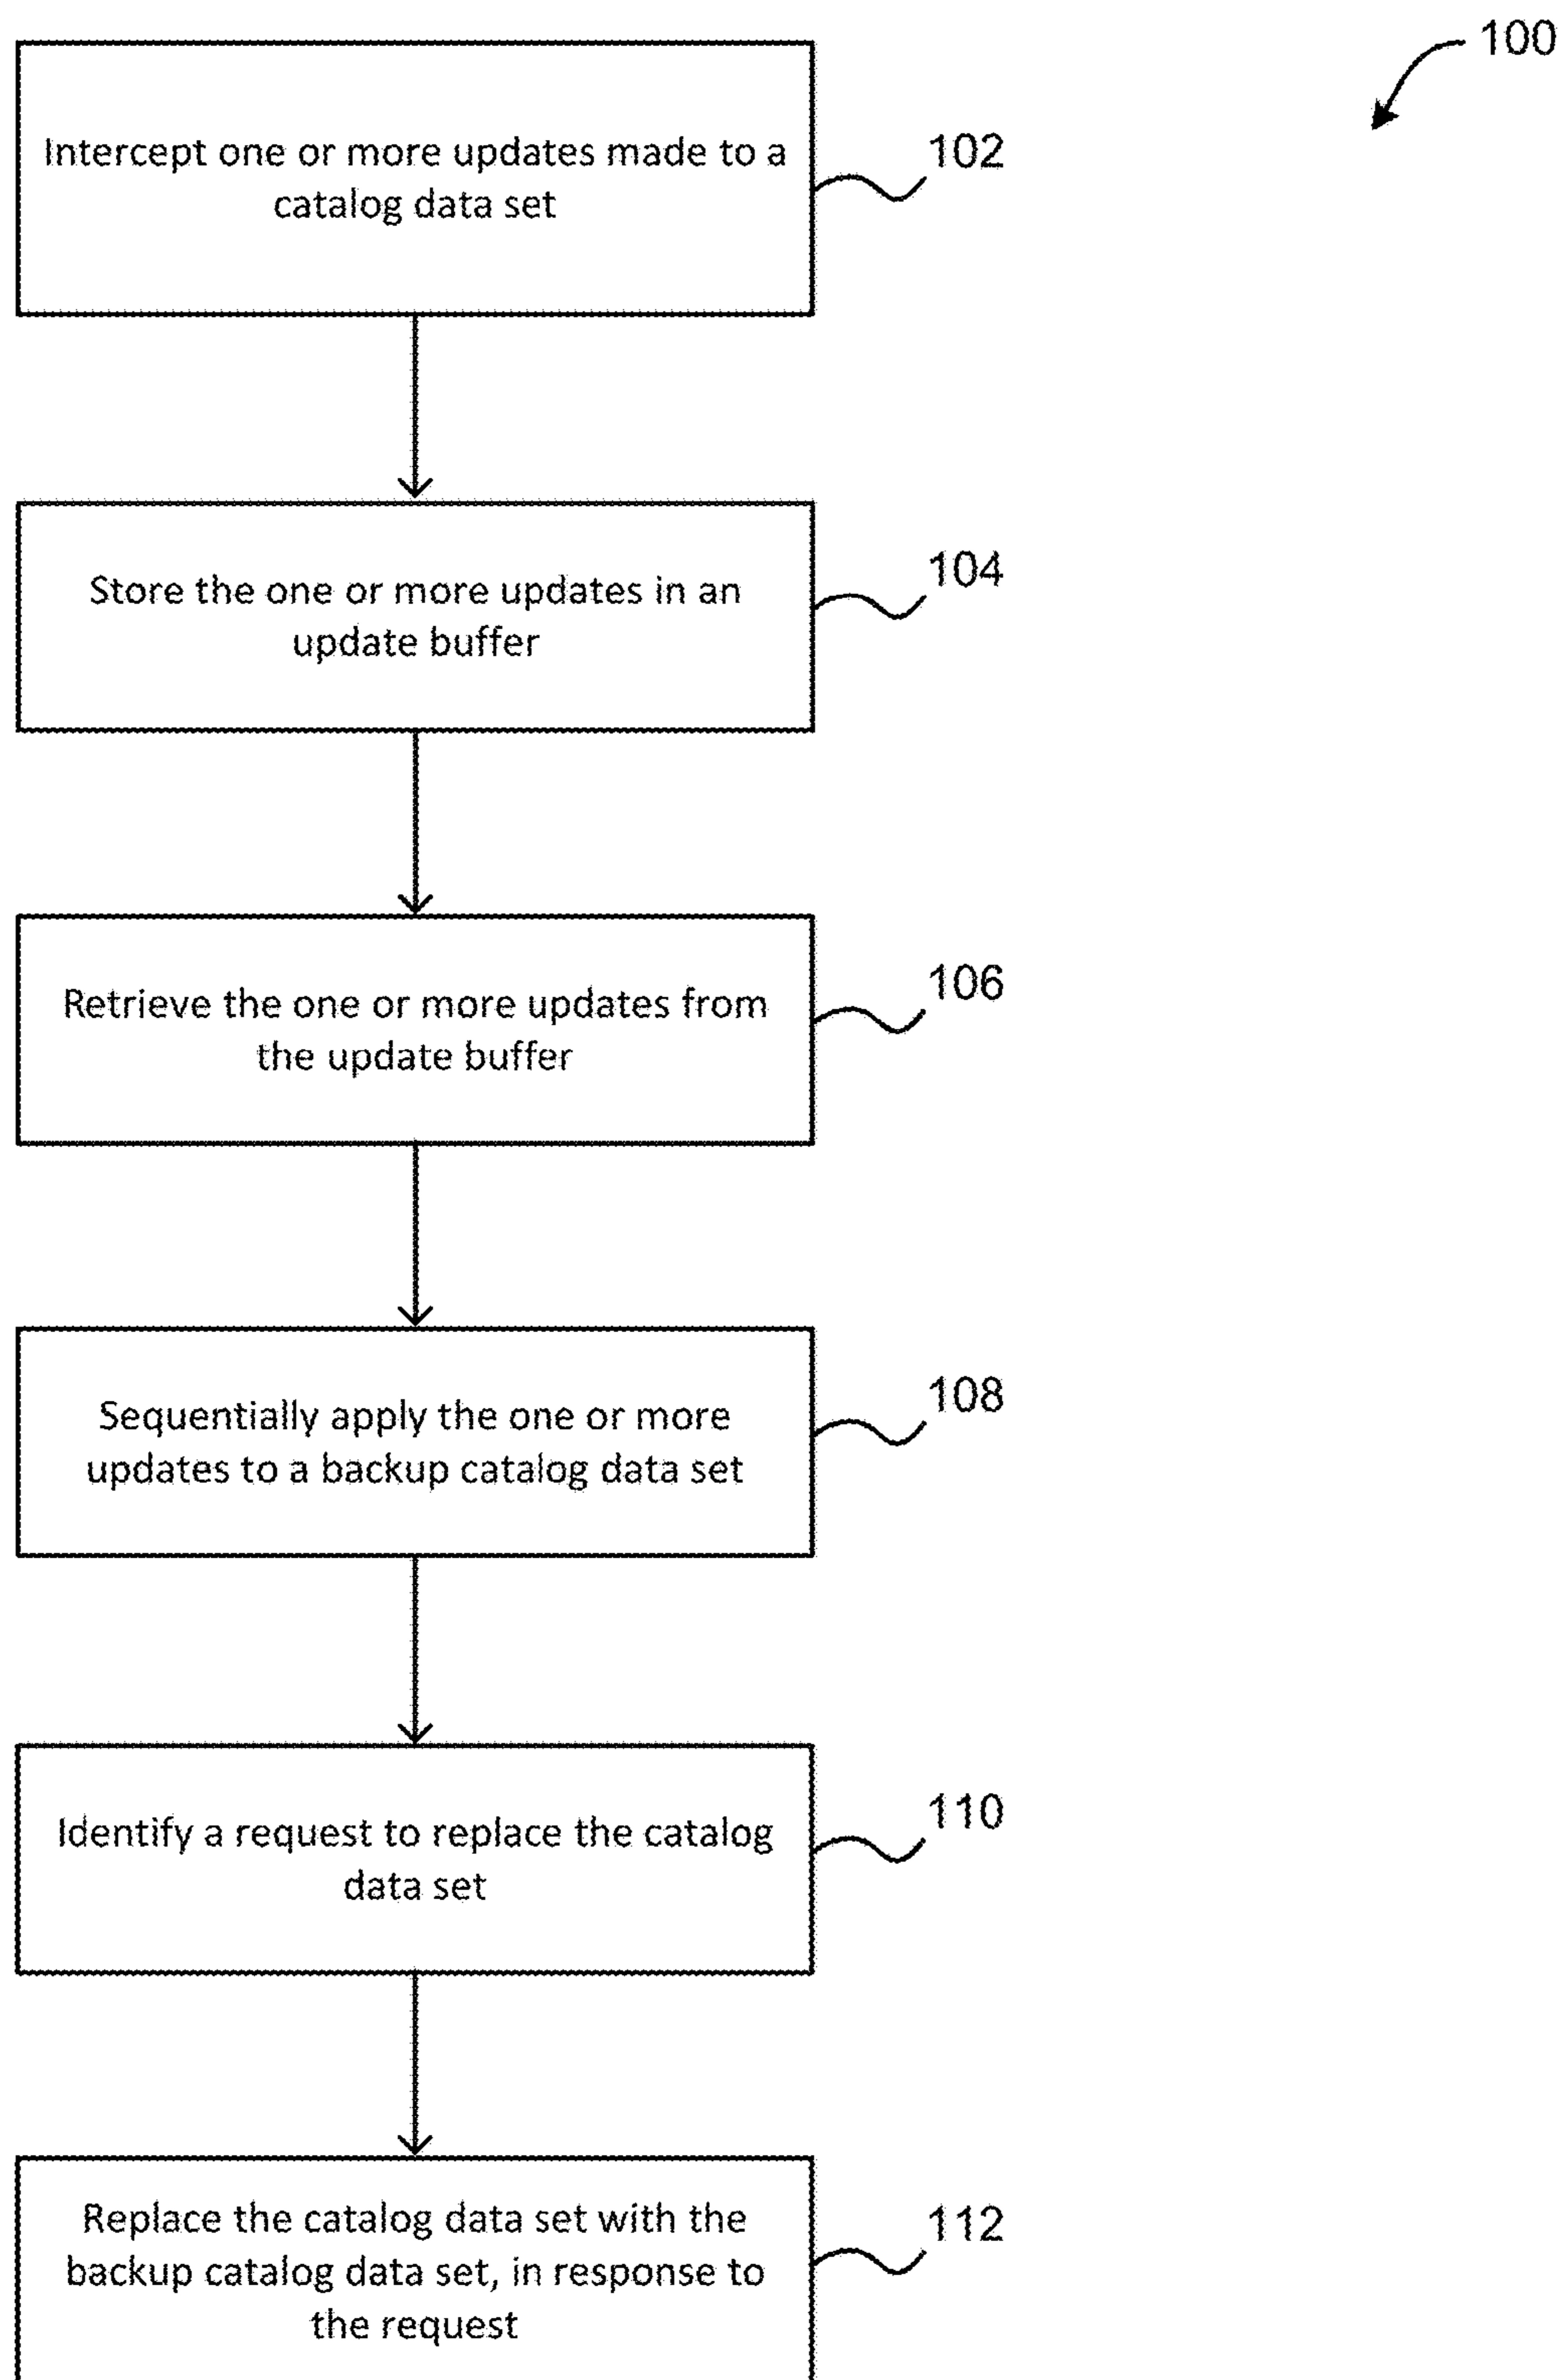 100
Intercept one or more updates made to a
catalog data set
102
Store the one or more updates in an
update buffer
104
Retrieve the one or more updates from
the update buffer
106
Sequentially apply the one or more
updates to a backup catalog data set
108
Identify a request to replace the catalog
data set
110
Replace the catalog data set with the
backup catalog data set, in response to
the request
112